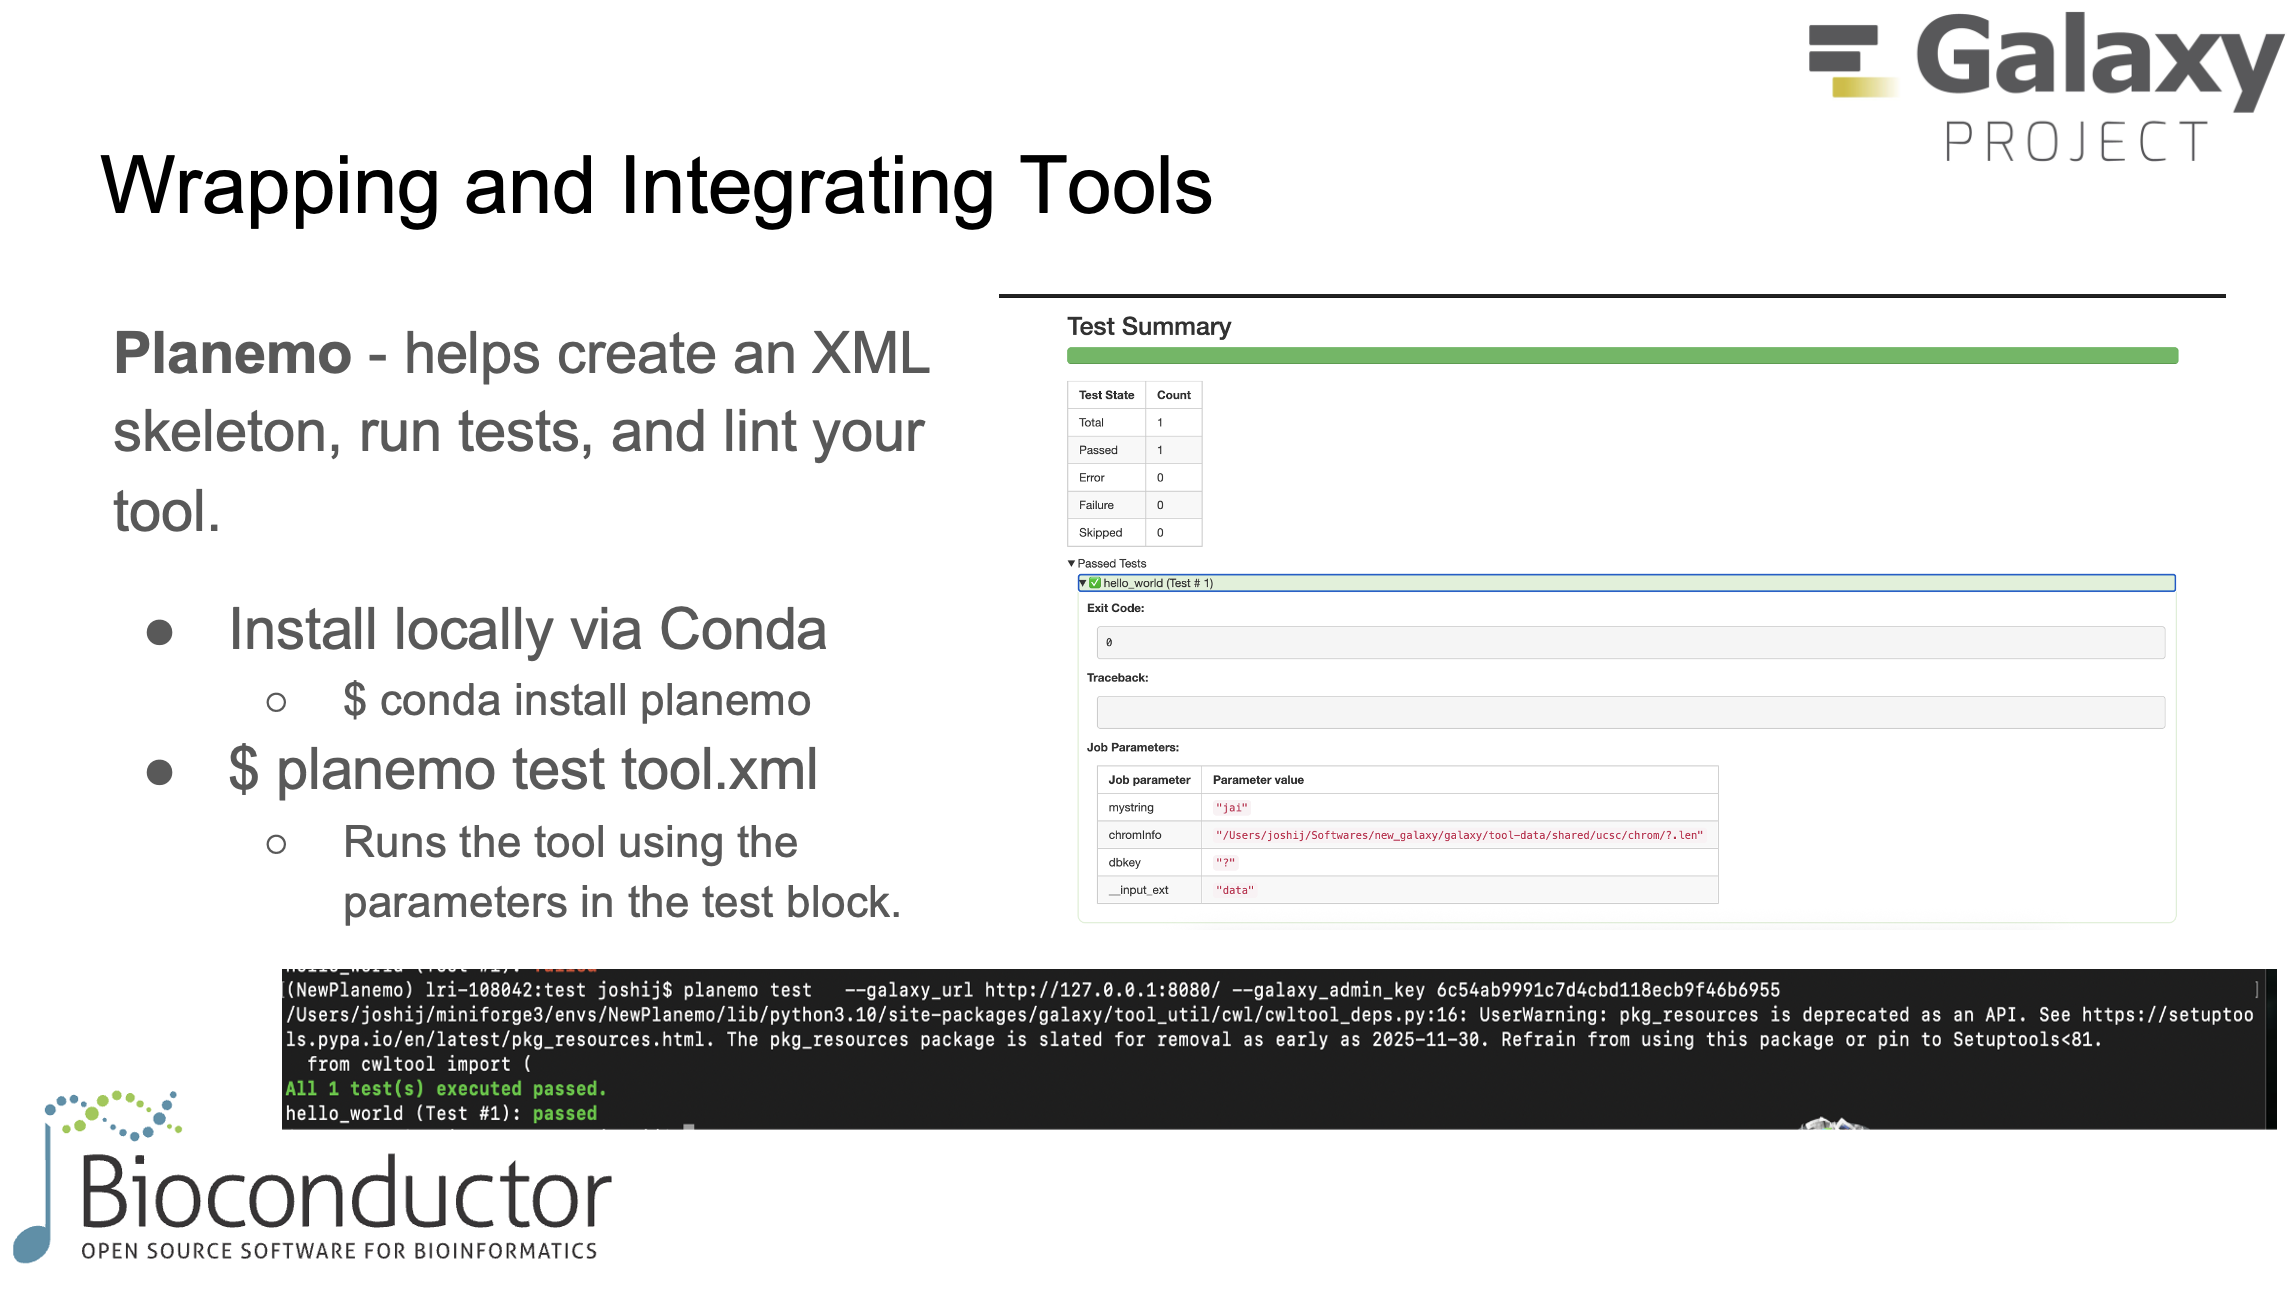 Galaxy
PROJECT
Wrapping and Integrating Tools
Planemo - helps create an XML
skeleton, run tests, and lint your
tool.
● Install locally via Conda
○ $ conda install planemo
● $ planemo test tool.xml
○ Runs the tool using the
parameters in the test block.
Test Summary
Test State Count
Total 1
Passed 1
Error 0
Failure 0
Skipped 0
▼Passed Tests
▼✅hello_world (Test # 1)
Exit Code:
0
Traceback:
Job Parameters:
Job parameter Parameter value
mystring "jai"
chromInfo "/Users/joshij/Softwares/new_galaxy/galaxy/tool-data/shared/ucsc/chrom/?.len"
dbkey "?"
__input_ext "data"
hello_world (Test #1): failed
(NewPlanemo) lri-108042:test joshij$ planemo test   --galaxy_url http://127.0.0.1:8080/ --galaxy_admin_key 6c54ab9991c7d4cbd118ecb9f46b6955
/Users/joshij/miniforge3/envs/NewPlanemo/lib/python3.10/site-packages/galaxy/tool_util/cwl/cwltool_deps.py:16: UserWarning: pkg_resources is deprecated as an API. See https://setuptoo
ls.pypa.io/en/latest/pkg_resources.html. The pkg_resources package is slated for removal as early as 2025-11-30. Refrain from using this package or pin to Setuptools<81.
from cwltool import (
All 1 test(s) executed passed.
hello_world (Test #1): passed
Bioconductor
OPEN SOURCE SOFTWARE FOR BIOINFORMATICS